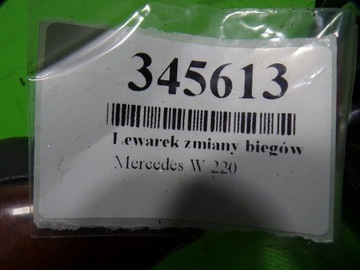 345613
Lewarek zmiany biegów
Mercedes W 220